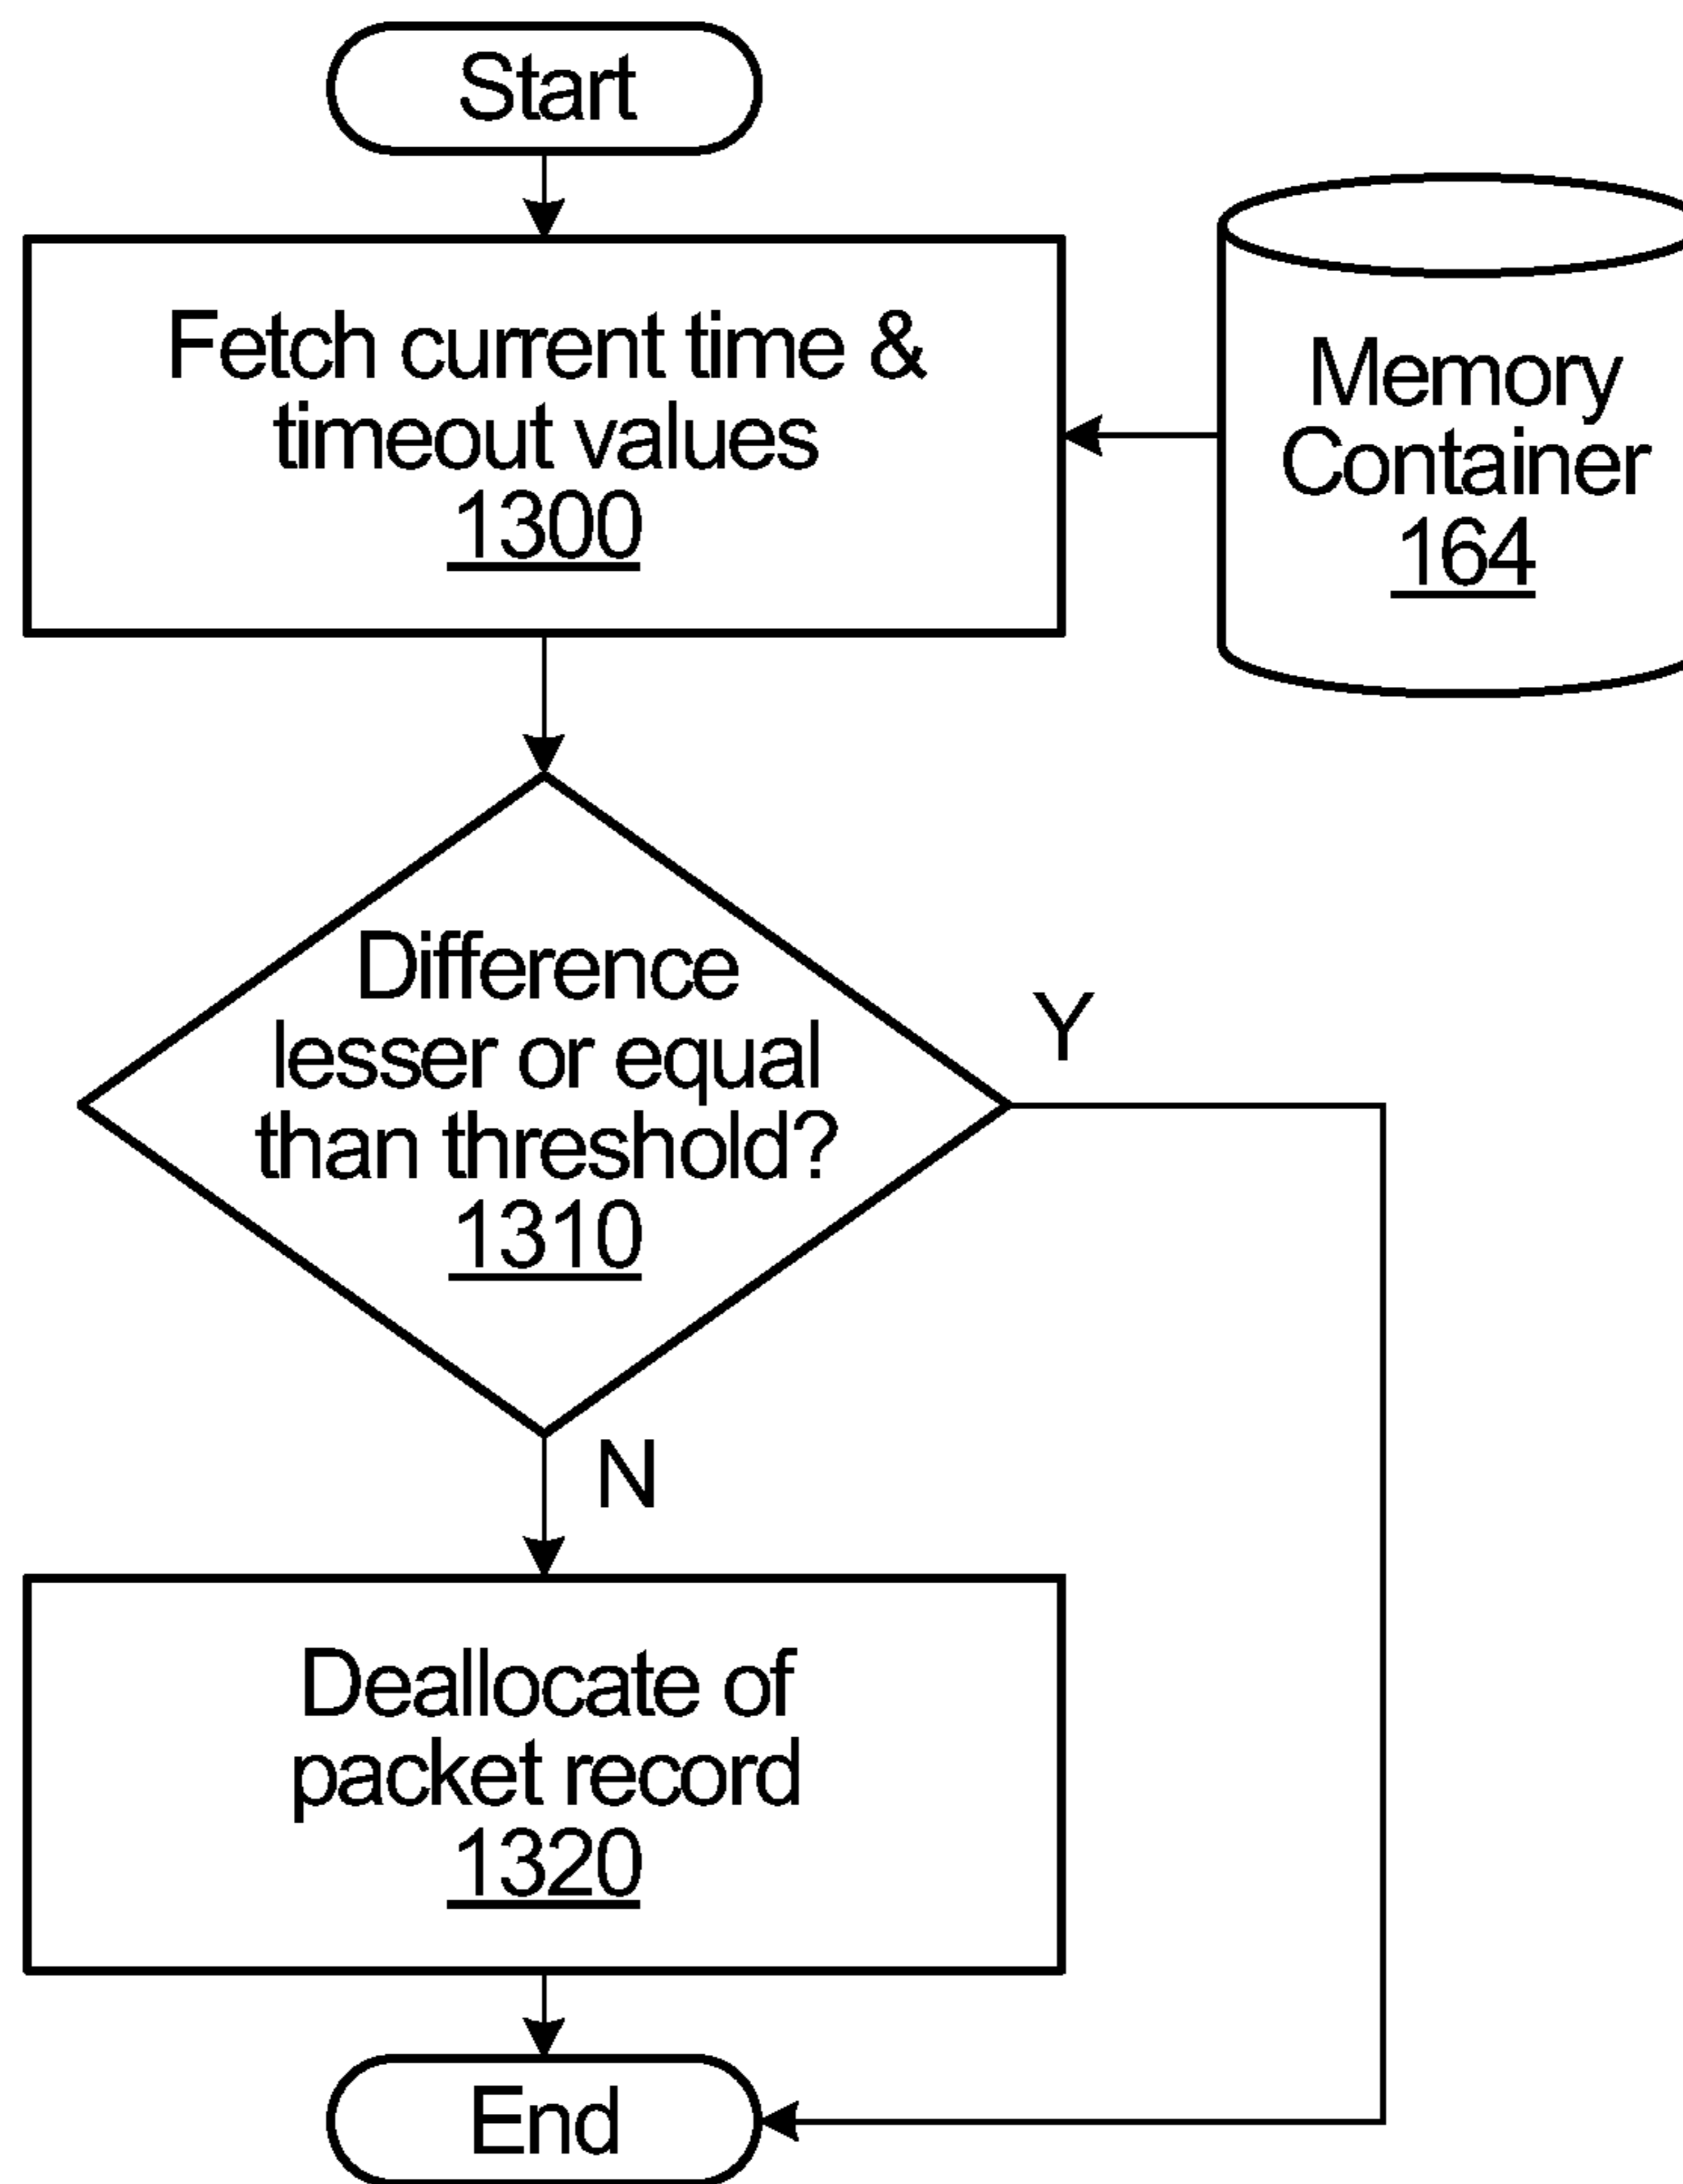 Start
Fetch current time &
timeout values
1300
Memory
Container
164
Difference
lesser or equal
than threshold?
1310
Y
N
Deallocate of
packet record
1320
End